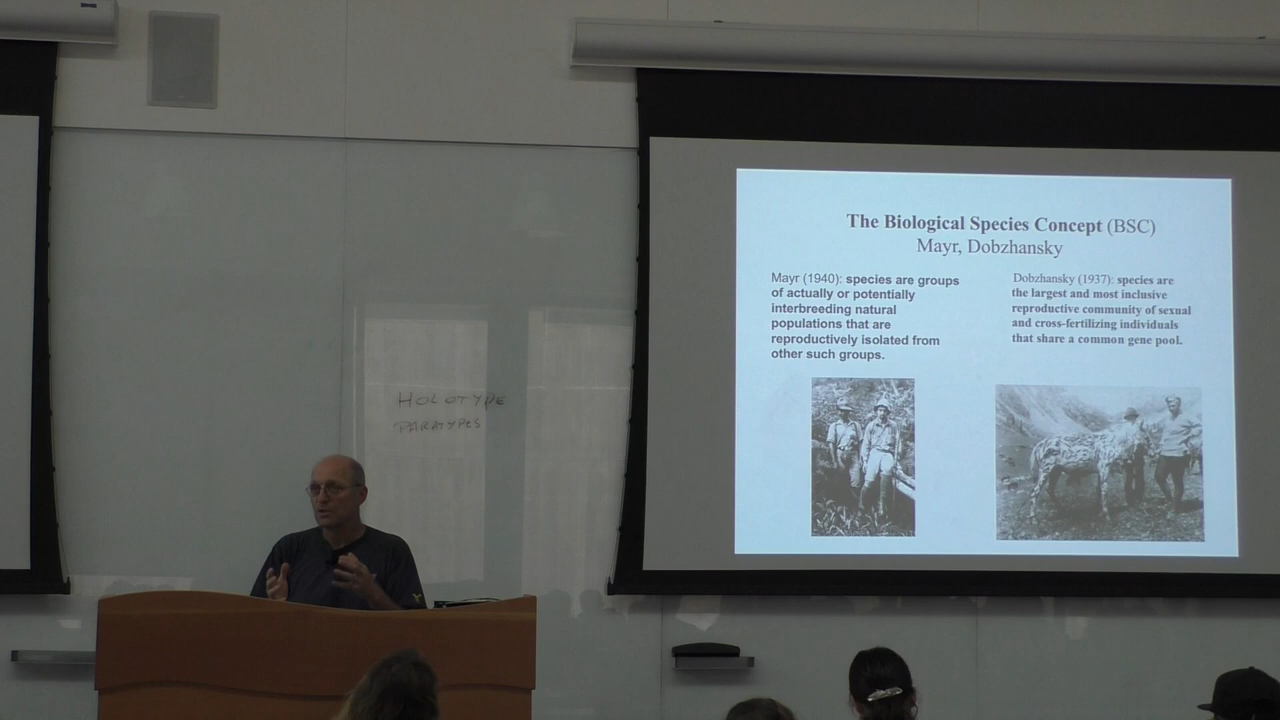 HOLOTYPE
PARATYPES
The Biological Species Concept (BSC)
Mayr, Dobzhansky
Mayr (1940): species are groups
of actually or potentially
interbreeding natural
populations that are
reproductively isolated from
other such groups.
Dobzhansky (1937): species are
the largest and most inclusive
reproductive community of sexual
and cross-fertilizing individuals
that share a common gene pool.